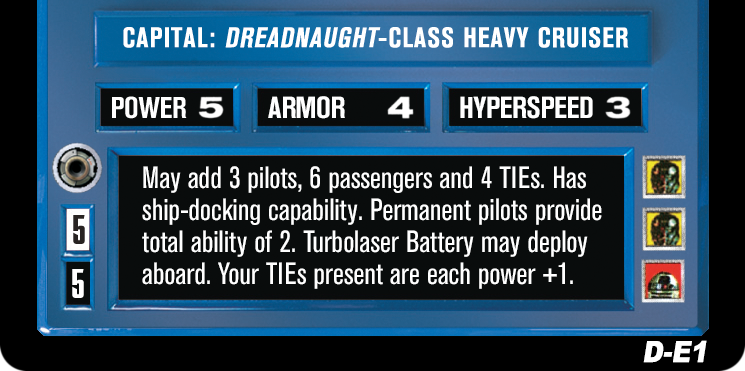 CAPITAL: DREADNAUGHT-CLASS HEAVY CRUISER
POWER 5 ARMOR 4 HYPERSPEED 3
May add 3 pilots, 6 passengers and 4 TIEs. Has
ship-docking capability. Permanent pilots provide
5 total ability of 2. Turbolaser Battery may deploy
5 aboard. Your TIEs present are each power +1.
D-E1